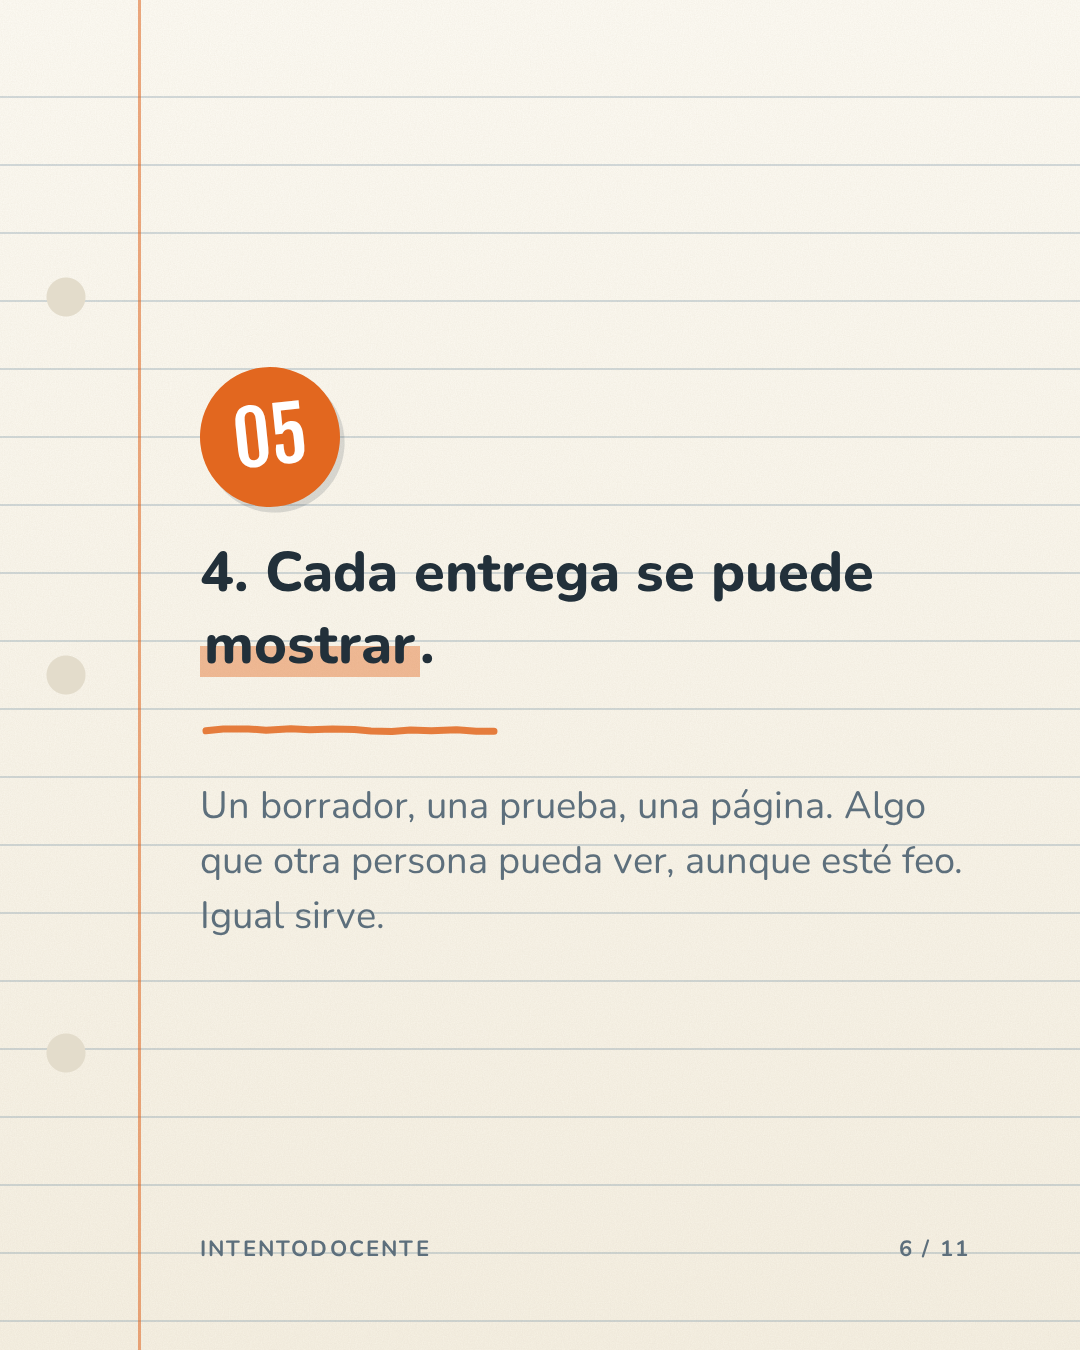 05
4. Cada entrega se puede
mostrar.
Un borrador, una prueba, una página. Algo
que otra persona pueda ver, aunque esté feo.
Igual sirve.
INTENTODOCENTE
6 / 11